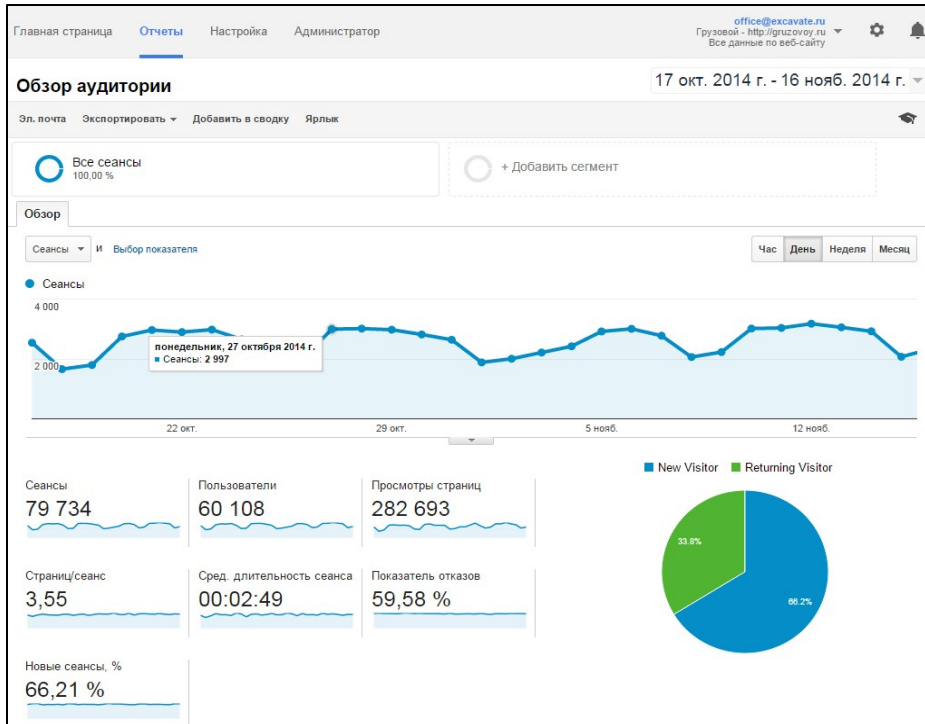 Главная страница
Отчеты
Настройка
Администратор
office@excavate.ru
Грузовой - http://gruzovoy.ru
Все данные по веб-сайту
Обзор аудитории
17 окт. 2014 г. - 16 нояб. 2014 г.
Эл. почта
Экспортировать
Добавить в сводку
Ярлык
Все сеансы
100,00 %
+ Добавить сегмент
Обзор
Сеансы
и
Выбор показателя
Час
День
Неделя
Месяц
Сеансы
4 000
понедельник, 27 октября 2014 г.
Сеансы: 2 997
2 000
22 окт.
29 окт.
5 нояб.
12 нояб.
New Visitor
Returning Visitor
Сеансы
79 734
Пользователи
60 108
Просмотры страниц
282 693
Страниц/сеанс
3,55
Сред. длительность сеанса
00:02:49
Показатель отказов
59,58 %
33.8%
66.2%
Новые сеансы, %
66,21 %